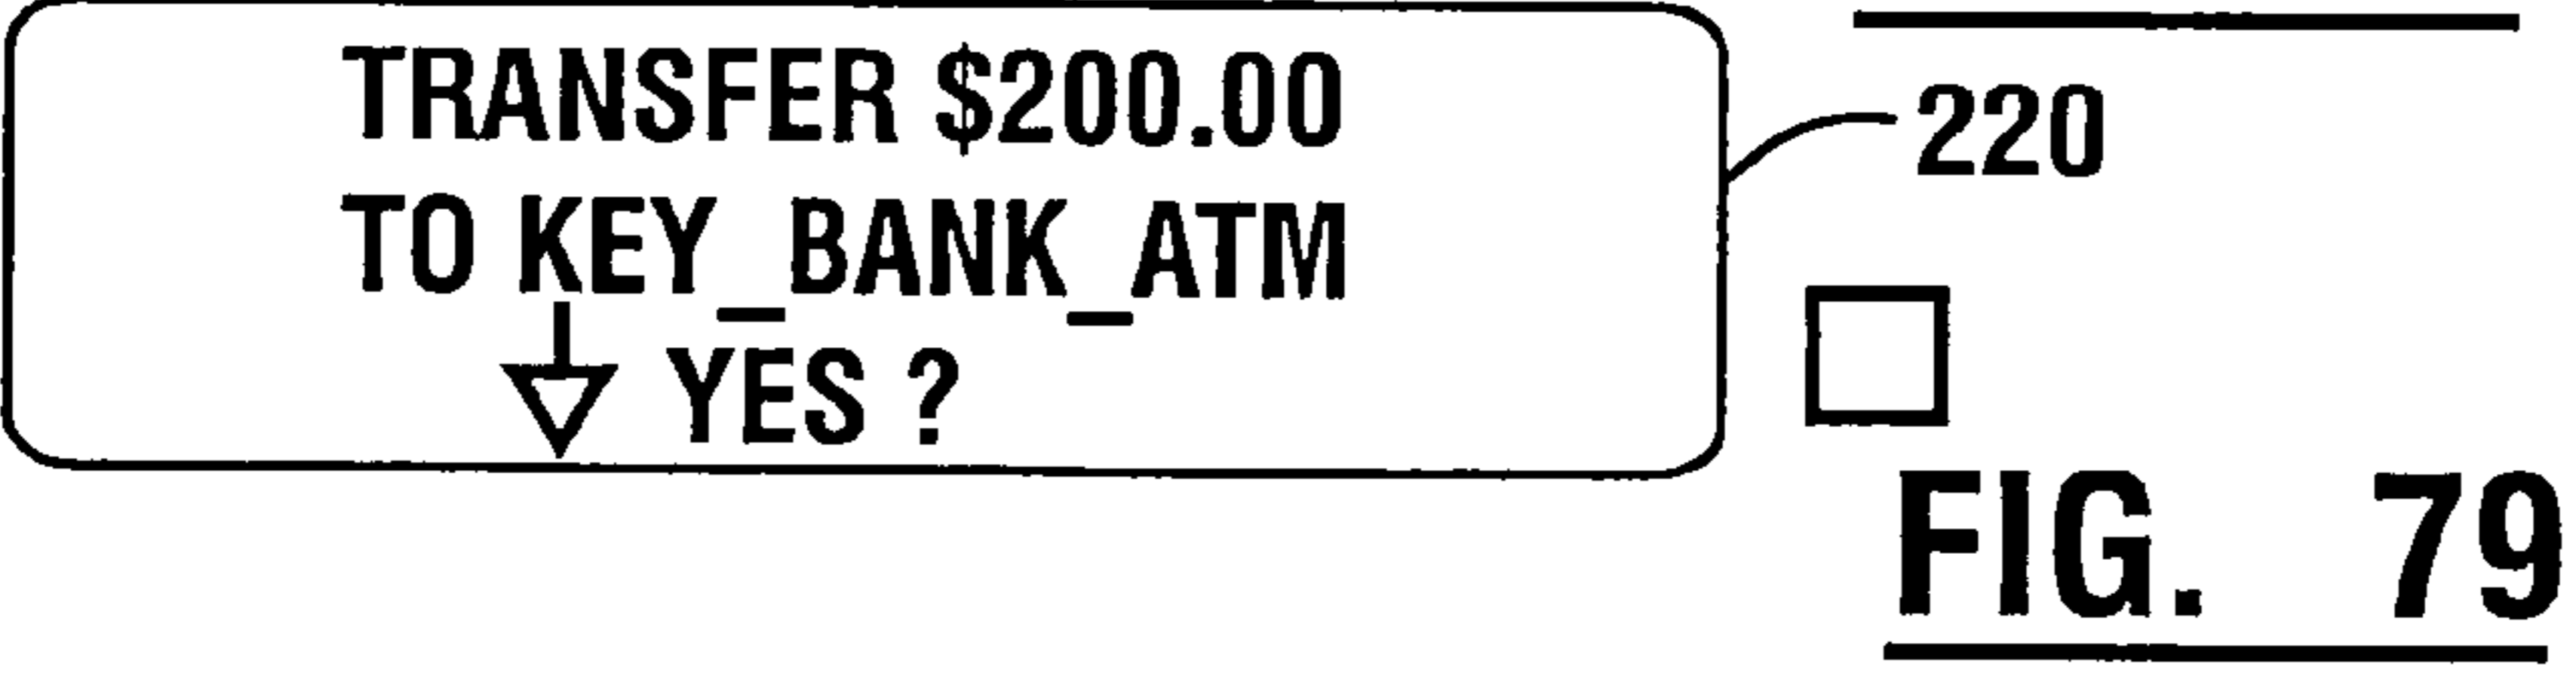 TRANSFER $200.00
220
TO KEY_BANK_ATM
YES ?
FIG. 79